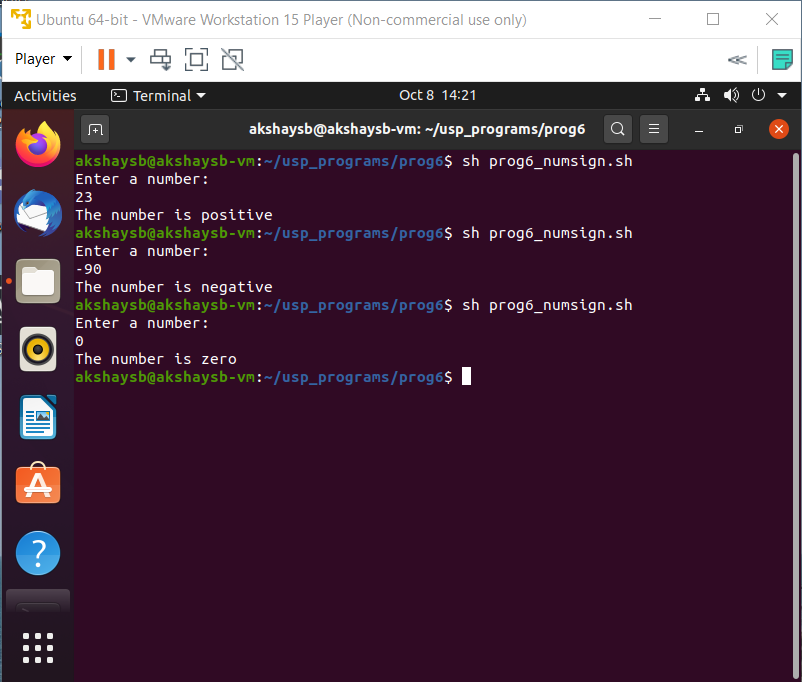 Ubuntu 64-bit - VMware Workstation 15 Player (Non-commercial use only)
Player
Activities Terminal Oct 8 14:21
akshaysb@akshaysb-vm: ~/usp_programs/prog6
akshaysb@akshaysb-vm:~/usp_programs/prog6$ sh prog6_numsign.sh
Enter a number:
23
The number is positive
akshaysb@akshaysb-vm:~/usp_programs/prog6$ sh prog6_numsign.sh
Enter a number:
-90
The number is negative
akshaysb@akshaysb-vm:~/usp_programs/prog6$ sh prog6_numsign.sh
Enter a number:
0
The number is zero
akshaysb@akshaysb-vm:~/usp_programs/prog6$